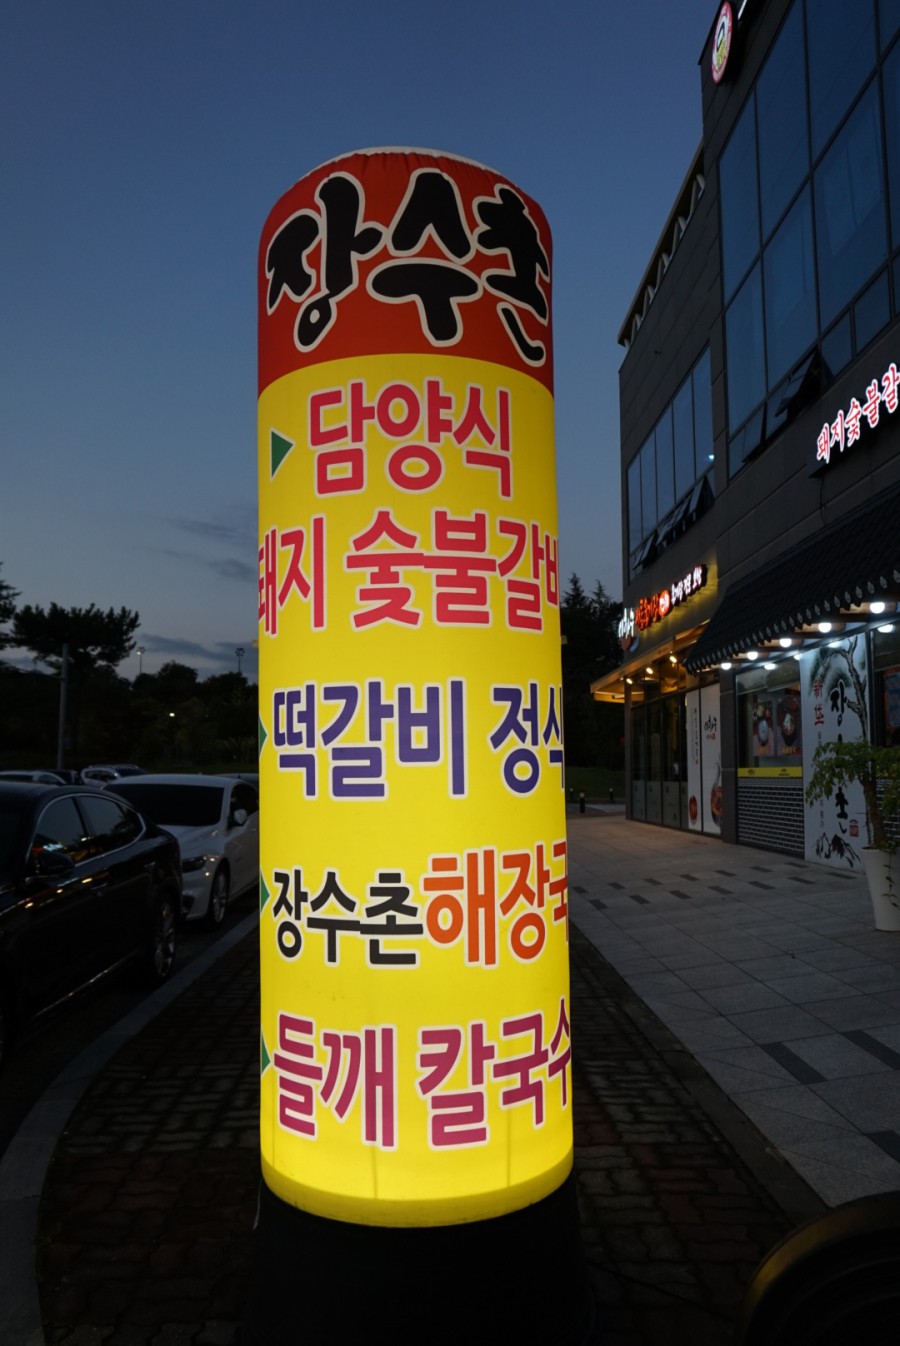 장수촌
담양식
돼지 숯불갈비
떡갈비 정식
장수촌해장국
들깨 칼국수
돼지숯불갈
장수촌